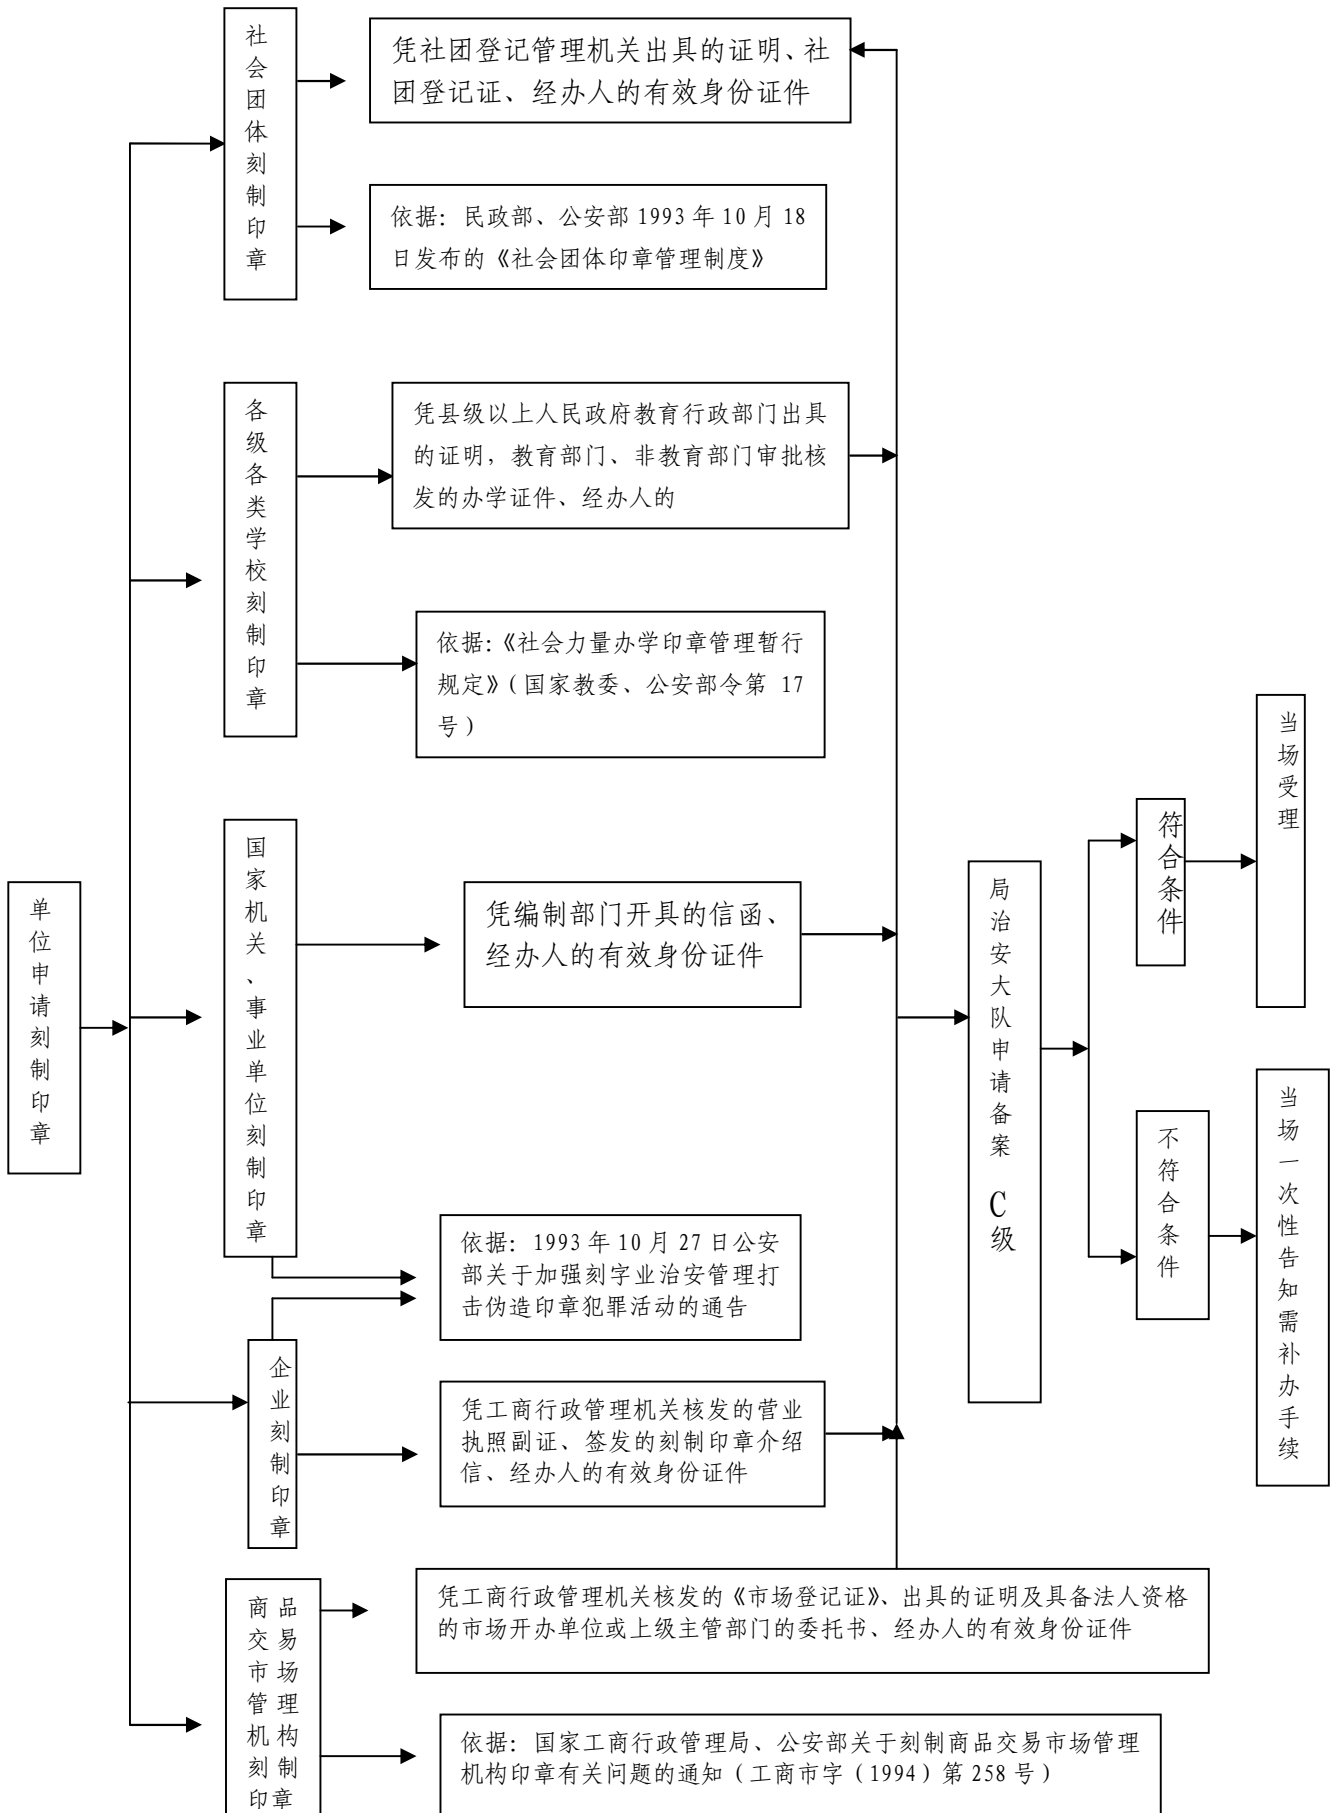 单位申请刻制印章
社会团体刻制印章
凭社团登记管理机关出具的证明、社
团登记证、经办人的有效身份证件
依据：民政部、公安部 1993 年 10 月 18
日发布的《社会团体印章管理制度》
各级各类学校刻制印章
凭县级以上人民政府教育行政部门出具
的证明，教育部门、非教育部门审批核
发的办学证件、经办人的
依据：《社会力量办学印章管理暂行
规定》（国家教委、公安部令第 17
号）
国家机关、事业单位刻制印章
凭编制部门开具的信函、
经办人的有效身份证件
依据：1993 年 10 月 27 日公安
部关于加强刻字业治安管理打
击伪造印章犯罪活动的通告
企业刻制印章
凭工商行政管理机关核发的营业
执照副证、签发的刻制印章介绍
信、经办人的有效身份证件
商品
交易
市场
管理
机构
刻制
印章
凭工商行政管理机关核发的《市场登记证》、出具的证明及具备法人资格
的市场开办单位或上级主管部门的委托书、经办人的有效身份证件
依据：国家工商行政管理局、公安部关于刻制商品交易市场管理
机构印章有关问题的通知（工商市字（1994）第 258 号）
局治安大队申请备案 C级
符合条件
当场受理
不符合条件
当场一次性告知需补办手续